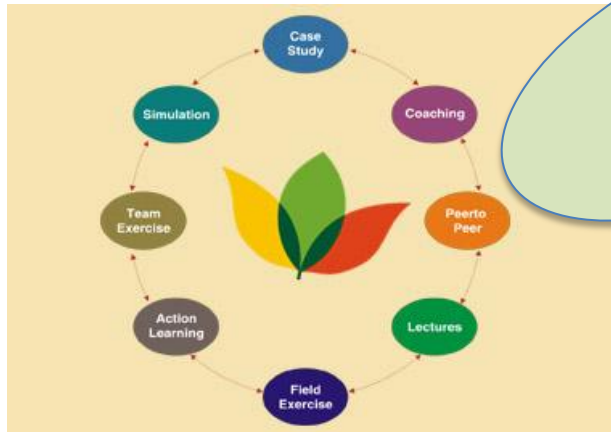 Case
Study
Coaching
Peerto
Peer
Lectures
Field
Exercise
Action
Learning
Team
Exercise
Simulation